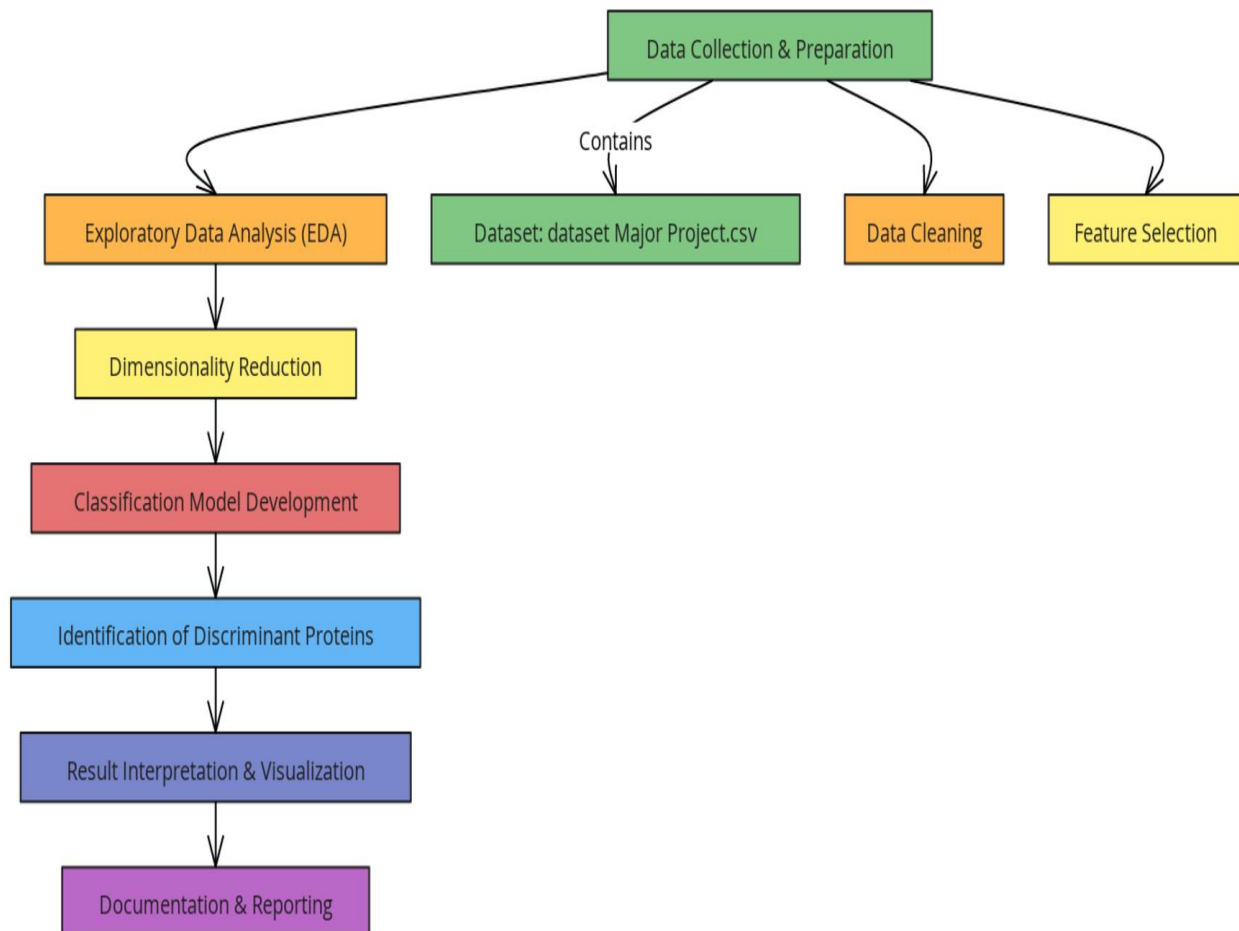 Data Collection & Preparation
Contains
Exploratory Data Analysis (EDA)
Dataset: dataset Major Project.csv
Data Cleaning
Feature Selection
Dimensionality Reduction
Classification Model Development
Identification of Discriminant Proteins
Result Interpretation & Visualization
Documentation & Reporting